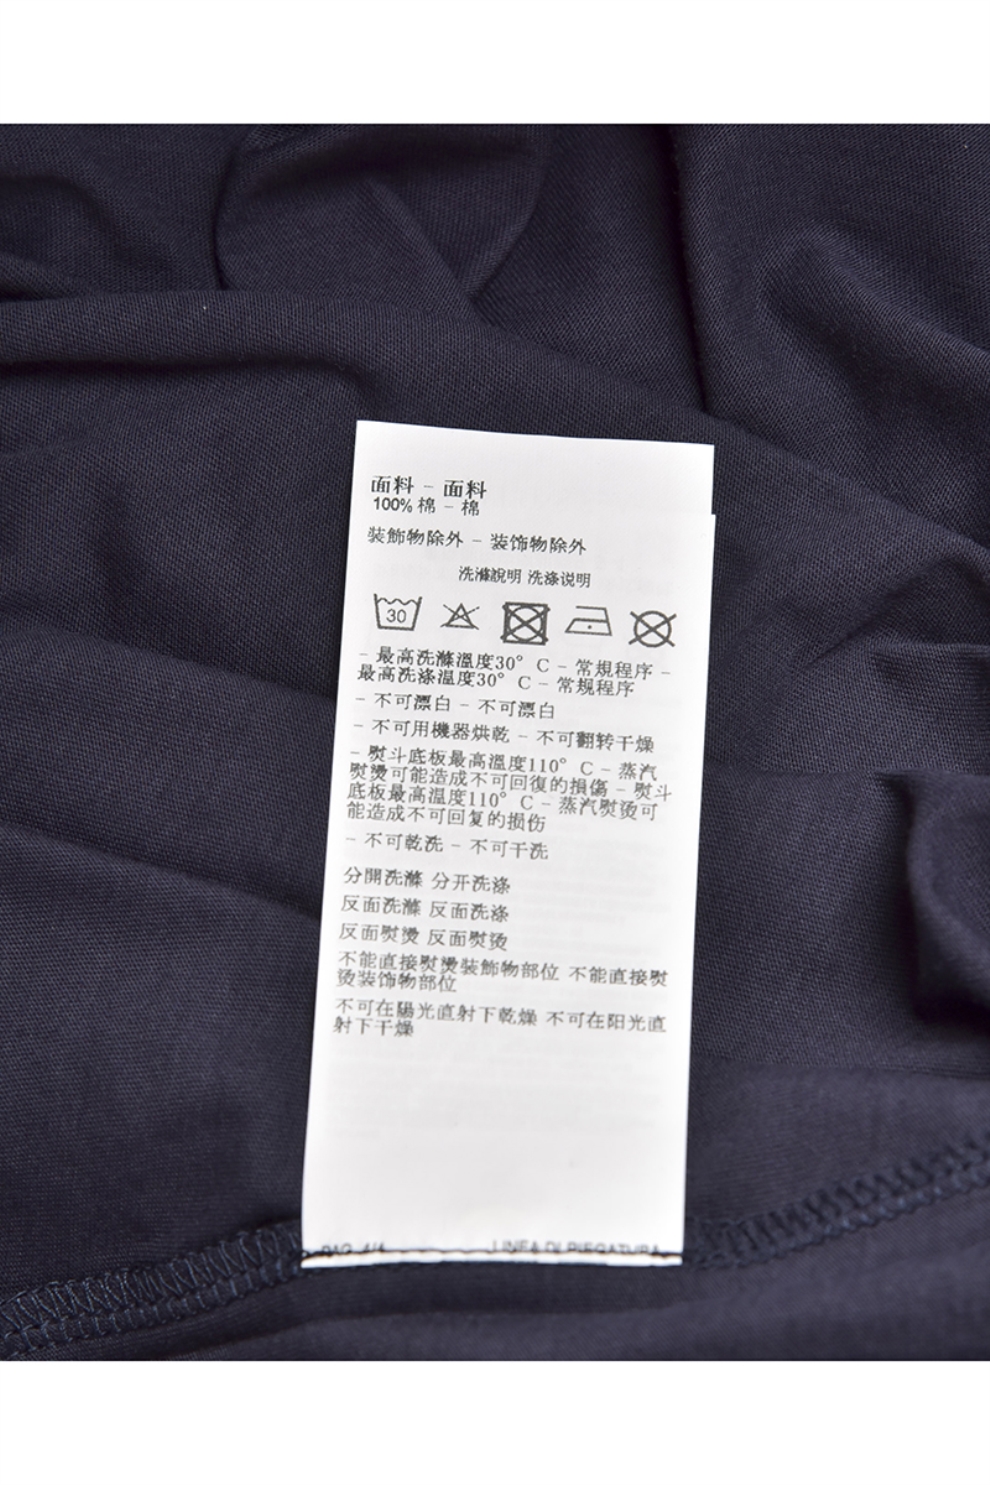 面料 - 面料
100% 棉 - 棉
装飾物除外 - 装饰物除外
洗滌說明 洗涤说明
30
- 最高洗滌溫度30° C - 常規程序 -
最高洗涤温度30° C - 常规程序
- 不可漂白 - 不可漂白
- 不可用機器烘乾 - 不可翻转干燥
- 熨斗底板最高溫度110° C - 蒸汽
熨燙可能造成不可回復的損傷 - 熨斗
底板最高温度110° C - 蒸汽熨烫可
能造成不可回复的损伤
- 不可乾洗 - 不可干洗
分開洗滌 分开洗涤
反面洗滌 反面洗涤
反面熨燙 反面熨烫
不能直接熨燙裝飾物部位 不能直接熨
烫装饰物部位
不可在陽光直射下乾燥 不可在阳光直
射下干燥
PAG. 4/4 LINEA DI PIEGATURA